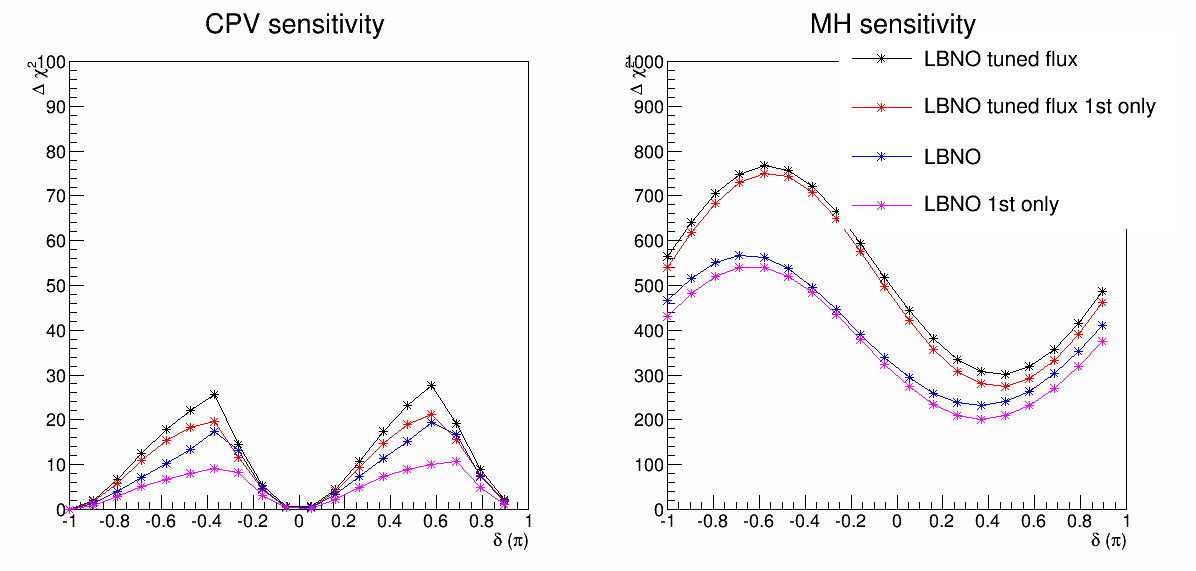 CPV sensitivity
Δ χ²
100
90
80
70
60
50
40
30
20
10
0
-1 -0.8 -0.6 -0.4 -0.2 0 0.2 0.4 0.6 0.8 1
δ (π)
MH sensitivity
Δ χ²
1000
900
800
700
600
500
400
300
200
100
0
-1 -0.8 -0.6 -0.4 -0.2 0 0.2 0.4 0.6 0.8 1
δ (π)
LBNO tuned flux
LBNO tuned flux 1st only
LBNO
LBNO 1st only